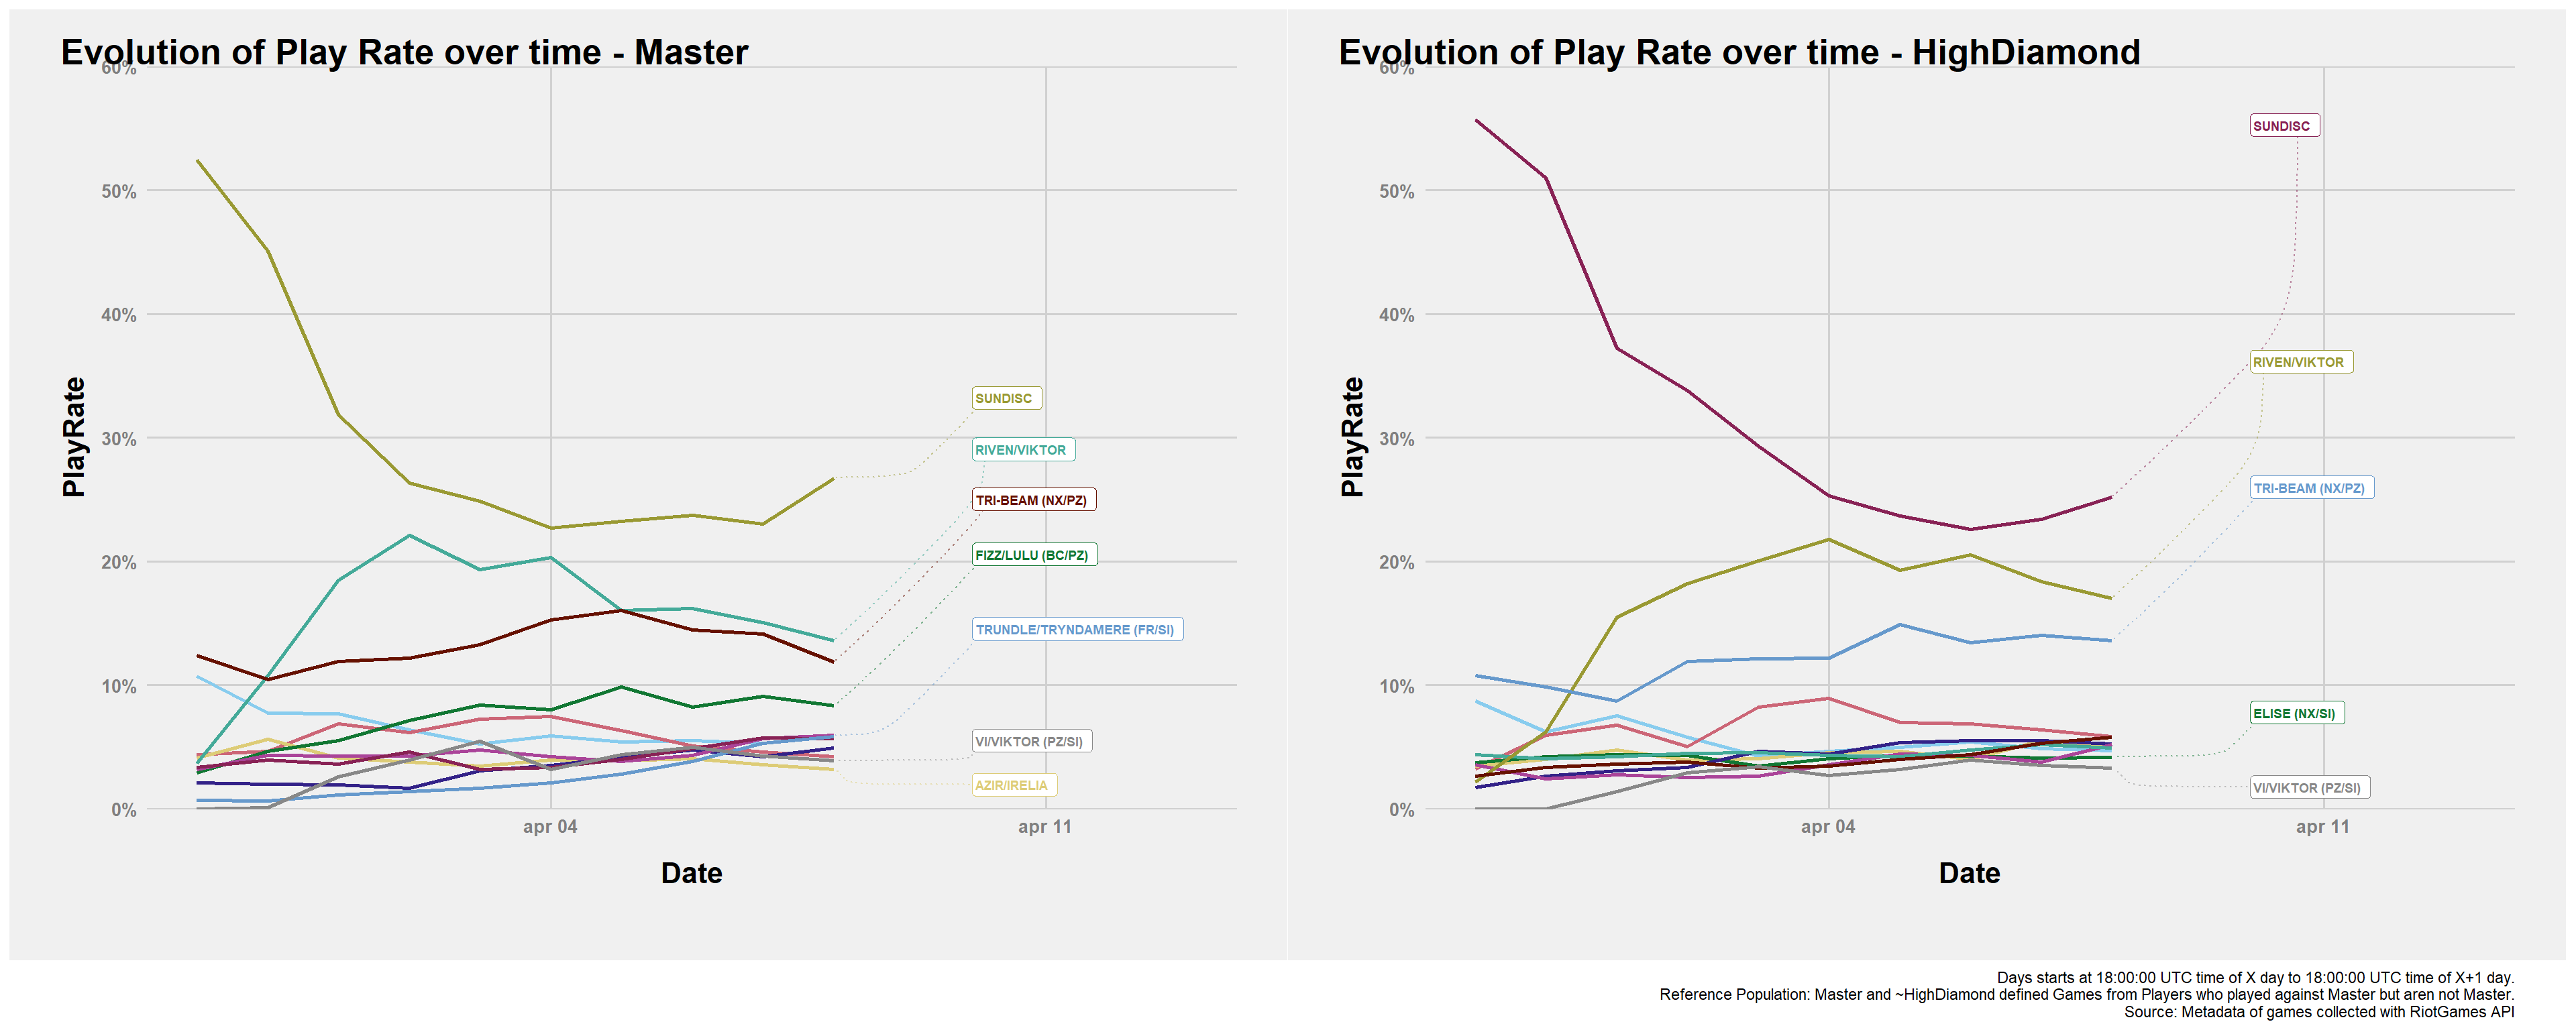 Evolution of Play Rate over time - Master
60%
50%
40%
30%
20%
10%
0%
PlayRate
SUNDISC
RIVEN/VIKTOR
TRI-BEAM (NX/PZ)
FIZZ/LULU (BC/PZ)
TRUNDLE/TRYNDAMERE (FR/SI)
VI/VIKTOR (PZ/SI)
AZIR/IRELIA
apr 04
apr 11
Date
Evolution of Play Rate over time - HighDiamond
60%
50%
40%
30%
20%
10%
0%
PlayRate
SUNDISC
RIVEN/VIKTOR
TRI-BEAM (NX/PZ)
ELISE (NX/SI)
VI/VIKTOR (PZ/SI)
apr 04
apr 11
Date
Days starts at 18:00:00 UTC time of X day to 18:00:00 UTC time of X+1 day.
Reference Population: Master and ~HighDiamond defined Games from Players who played against Master but aren not Master.
Source: Metadata of games collected with RiotGames API